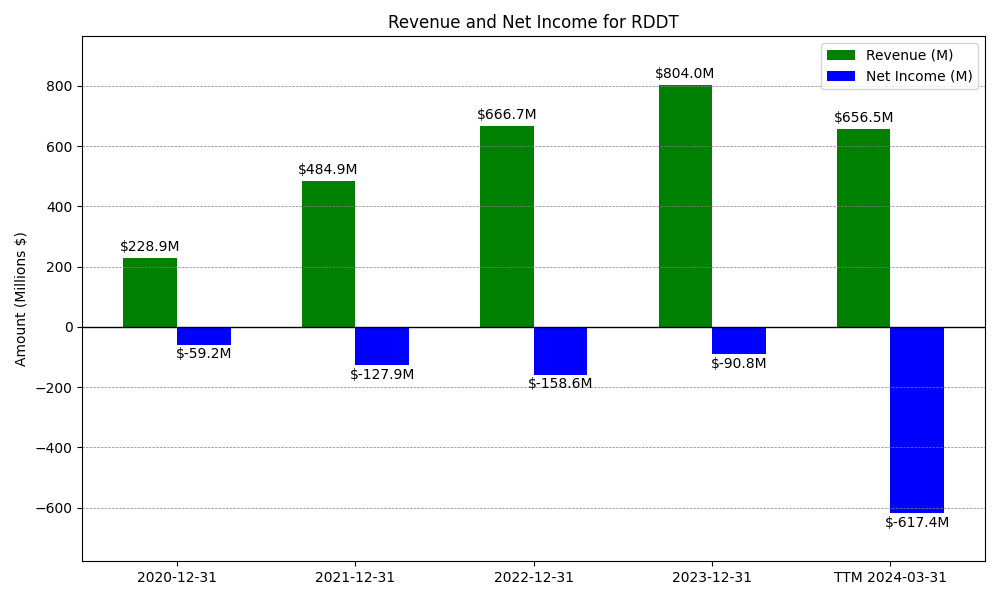 Revenue and Net Income for RDDT
Revenue (M)
Net Income (M)
Amount (Millions $)
800
600
400
200
0
−200
−400
−600
$228.9M
$-59.2M
$484.9M
$-127.9M
$666.7M
$-158.6M
$804.0M
$-90.8M
$656.5M
$-617.4M
2020-12-31
2021-12-31
2022-12-31
2023-12-31
TTM 2024-03-31